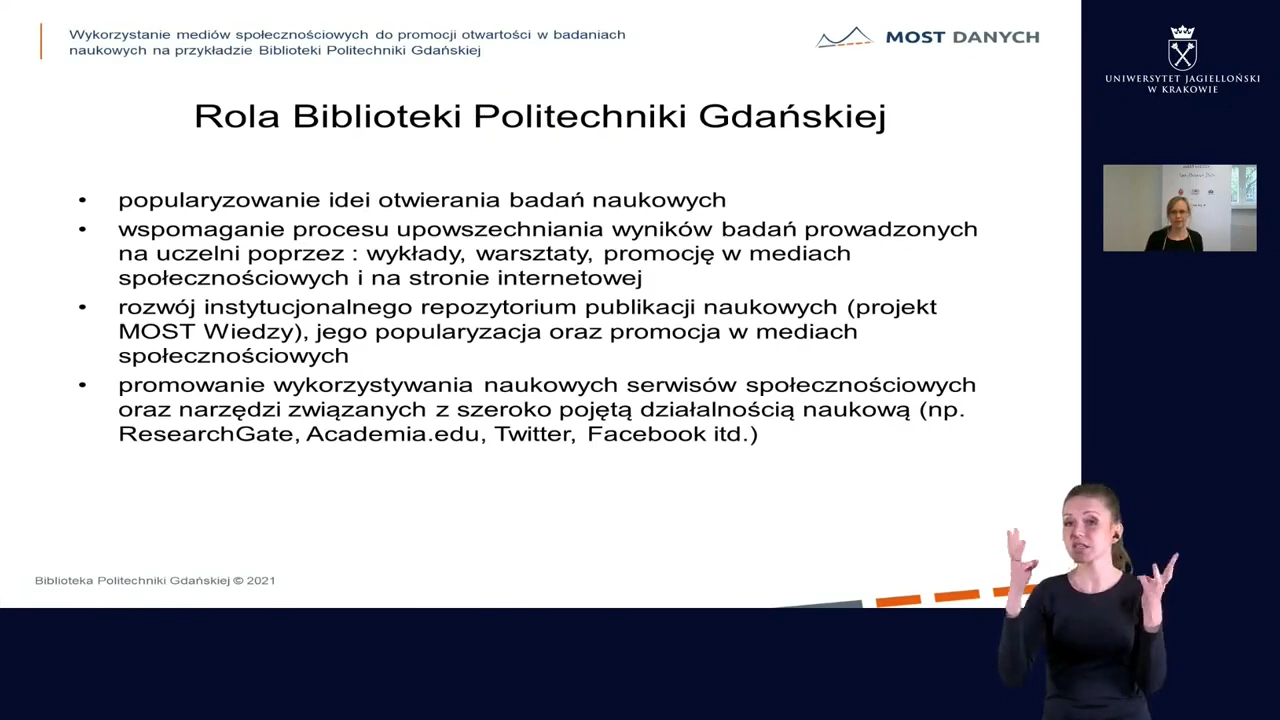 Wykorzystanie mediów społecznościowych do promocji otwartości w badaniach
naukowych na przykładzie Biblioteki Politechniki Gdańskiej
MOST DANYCH
UNIWERSYTET JAGIELLOŃSKI
W KRAKOWIE
Rola Biblioteki Politechniki Gdańskiej
• popularyzowanie idei otwierania badań naukowych
• wspomaganie procesu upowszechniania wyników badań prowadzonych
na uczelni poprzez : wykłady, warsztaty, promocję w mediach
społecznościowych i na stronie internetowej
• rozwój instytucjonalnego repozytorium publikacji naukowych (projekt
MOST Wiedzy), jego popularyzacja oraz promocja w mediach
społecznościowych
• promowanie wykorzystywania naukowych serwisów społecznościowych
oraz narzędzi związanych z szeroko pojętą działalnością naukową (np.
ResearchGate, Academia.edu, Twitter, Facebook itd.)
Biblioteka Politechniki Gdańskiej © 2021